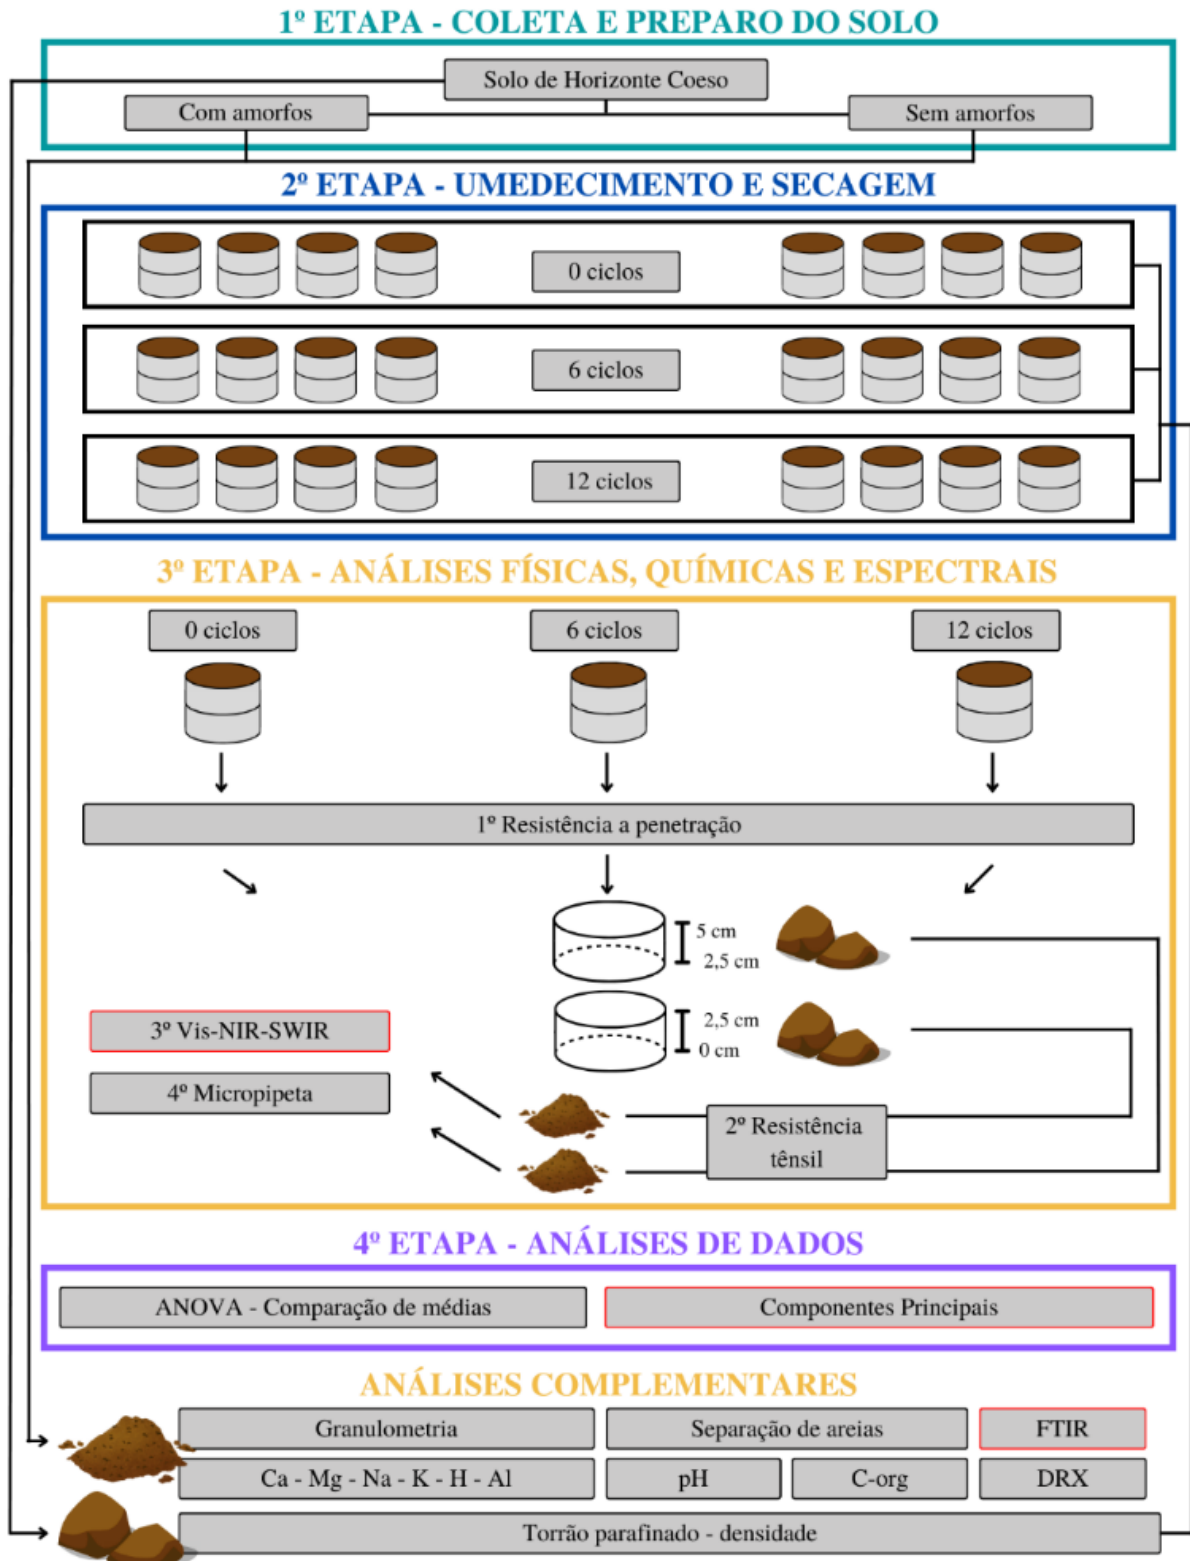 1º ETAPA - COLETA E PREPARO DO SOLO
Solo de Horizonte Coeso
Com amorfos
Sem amorfos
2º ETAPA - UMEDECIMENTO E SECAGEM
0 ciclos
6 ciclos
12 ciclos
3º ETAPA - ANÁLISES FÍSICAS, QUÍMICAS E ESPECTRAIS
0 ciclos
6 ciclos
12 ciclos
1º Resistência a penetração
5 cm
2,5 cm
2,5 cm
0 cm
3º Vis-NIR-SWIR
4º Micropipeta
2º Resistência
tênsil
4º ETAPA - ANÁLISES DE DADOS
ANOVA - Comparação de médias
Componentes Principais
ANÁLISES COMPLEMENTARES
Granulometria
Separação de areias
FTIR
Ca - Mg - Na - K - H - Al
pH
C-org
DRX
Torrão parafinado - densidade